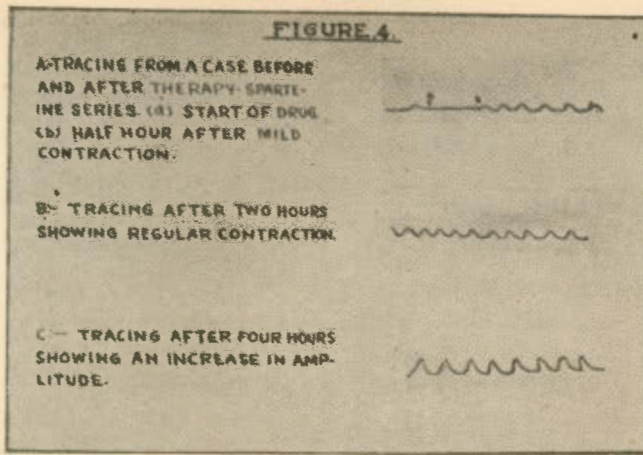 FIGURE.4.
A-TRACING FROM A CASE BEFORE
AND AFTER THERAPY-SPARTE-
INE SERIES. (a) START OF DRUG
(b) HALF HOUR AFTER MILD
CONTRACTION.
B- TRACING AFTER TWO HOURS
SHOWING REGULAR CONTRACTION.
C - TRACING AFTER FOUR HOURS
SHOWING AN INCREASE IN AMP-
LITUDE.